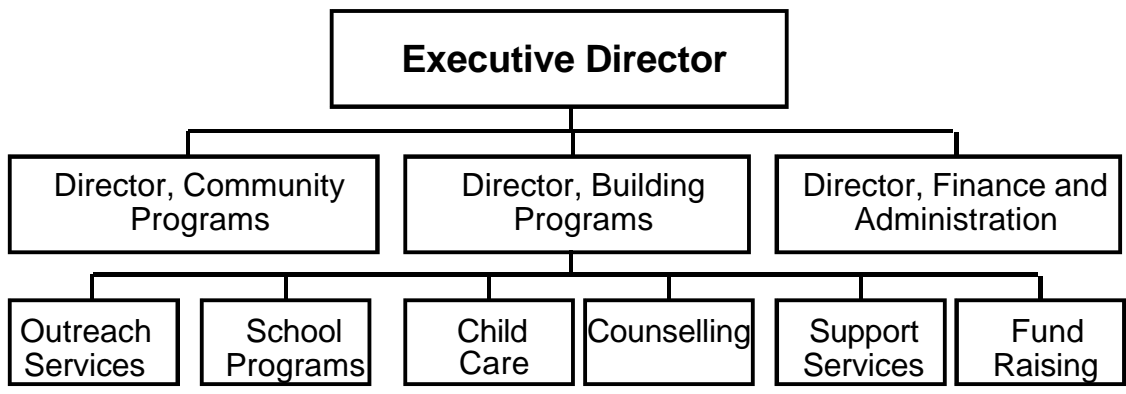 Executive Director
Director, Community
Programs
Director, Building
Programs
Director, Finance and
Administration
Outreach
Services
School
Programs
Child
Care
Counselling
Support
Services
Fund
Raising